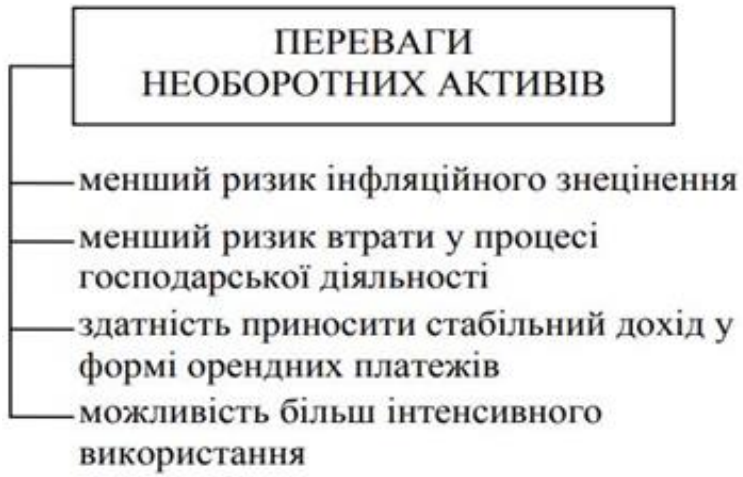 ПЕРЕВАГИ
НЕОБОРОТНИХ АКТИВІВ
менший ризик інфляційного знецінення
менший ризик втрати у процесі
господарської діяльності
здатність приносити стабільний дохід у
формі орендних платежів
можливість більш інтенсивного
використання